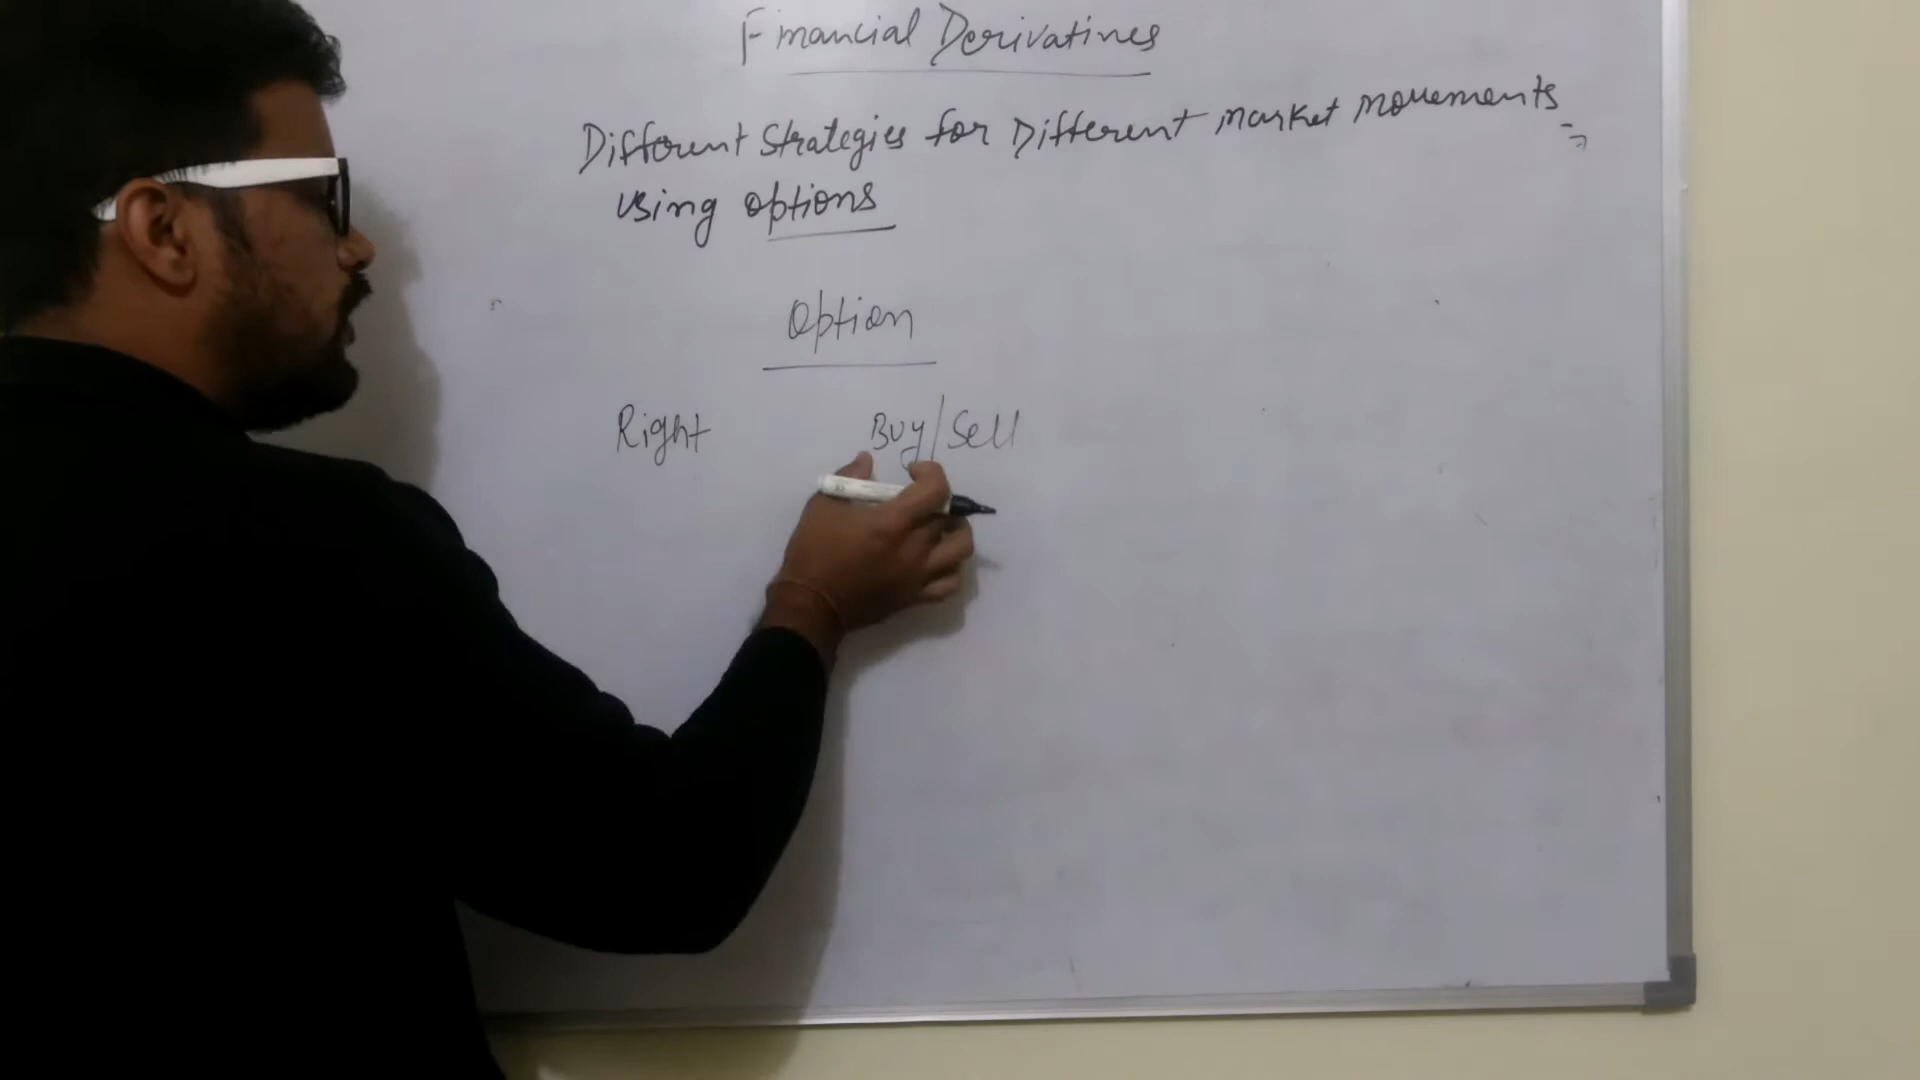 Financial Derivatives
Different Strategies for Different Market Movements
using options
Option
Right Buy/Sell